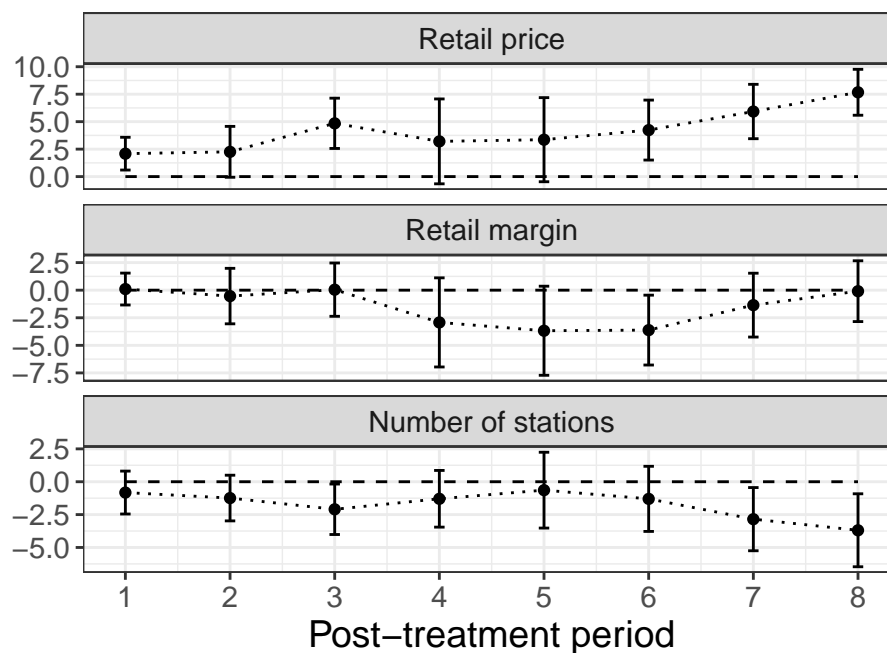 Retail price
10.0
7.5
5.0
2.5
0.0
Retail margin
2.5
0.0
−2.5
−5.0
−7.5
Number of stations
2.5
0.0
−2.5
−5.0
1 2 3 4 5 6 7 8
Post−treatment period